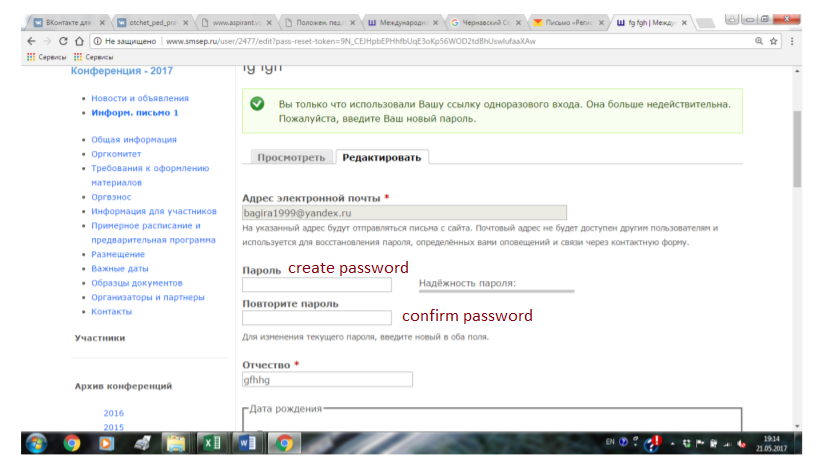 ВКонтакте для
otchet_ped_pro
www.aspirant.vs
Положен. пед.п
Международна
Чернавский Со
Письмо «Регис
fg fgh | Между
Не защищено | www.smsep.ru/user/2477/edit?pass-reset-token=9N_CEJHpbEPHhfbUqE3oKp56WOD2tdBhUswlufaaXAw
Сервисы Сервисы
Конференция - 2017
Новости и объявления
Информ. письмо 1
Общая информация
Оргкомитет
Требования к оформлению
материалов
Оргвзнос
Информация для участников
Примерное расписание и
предварительная программа
Размещение
Важные даты
Образцы документов
Организаторы и партнеры
Контакты
Участники
Архив конференций
2016
2015
fg fgh
Вы только что использовали Вашу ссылку одноразового входа. Она больше недействительна.
Пожалуйста, введите Ваш новый пароль.
Просмотреть Редактировать
Адрес электронной почты *
bagira1999@yandex.ru
На указанный адрес будут отправляться письма с сайта. Почтовый адрес не будет доступен другим пользователям и
используется для восстановления пароля, определённых вами оповещений и связи через контактную форму.
Пароль create password
Надёжность пароля:
Повторите пароль
confirm password
Для изменения текущего пароля, введите новый в оба поля.
Отчество *
gfhhg
Дата рождения
EN
19:14
21.05.2017